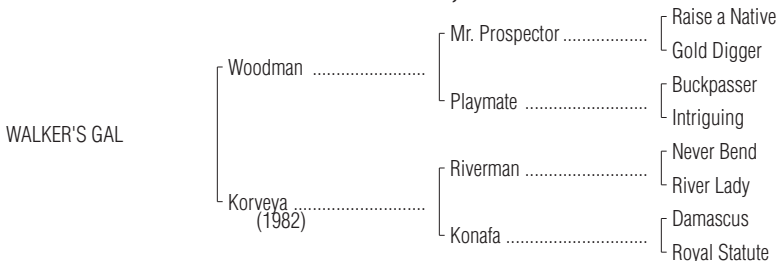 Raise a Native
Mr. Prospector ........................
Gold Digger
Woodman ........................
Buckpasser
Playmate ........................
Intriguing
WALKER'S GAL
Never Bend
Riverman ........................
River Lady
Korveya ........................
(1982)
Damascus
Konafa ........................
Royal Statute